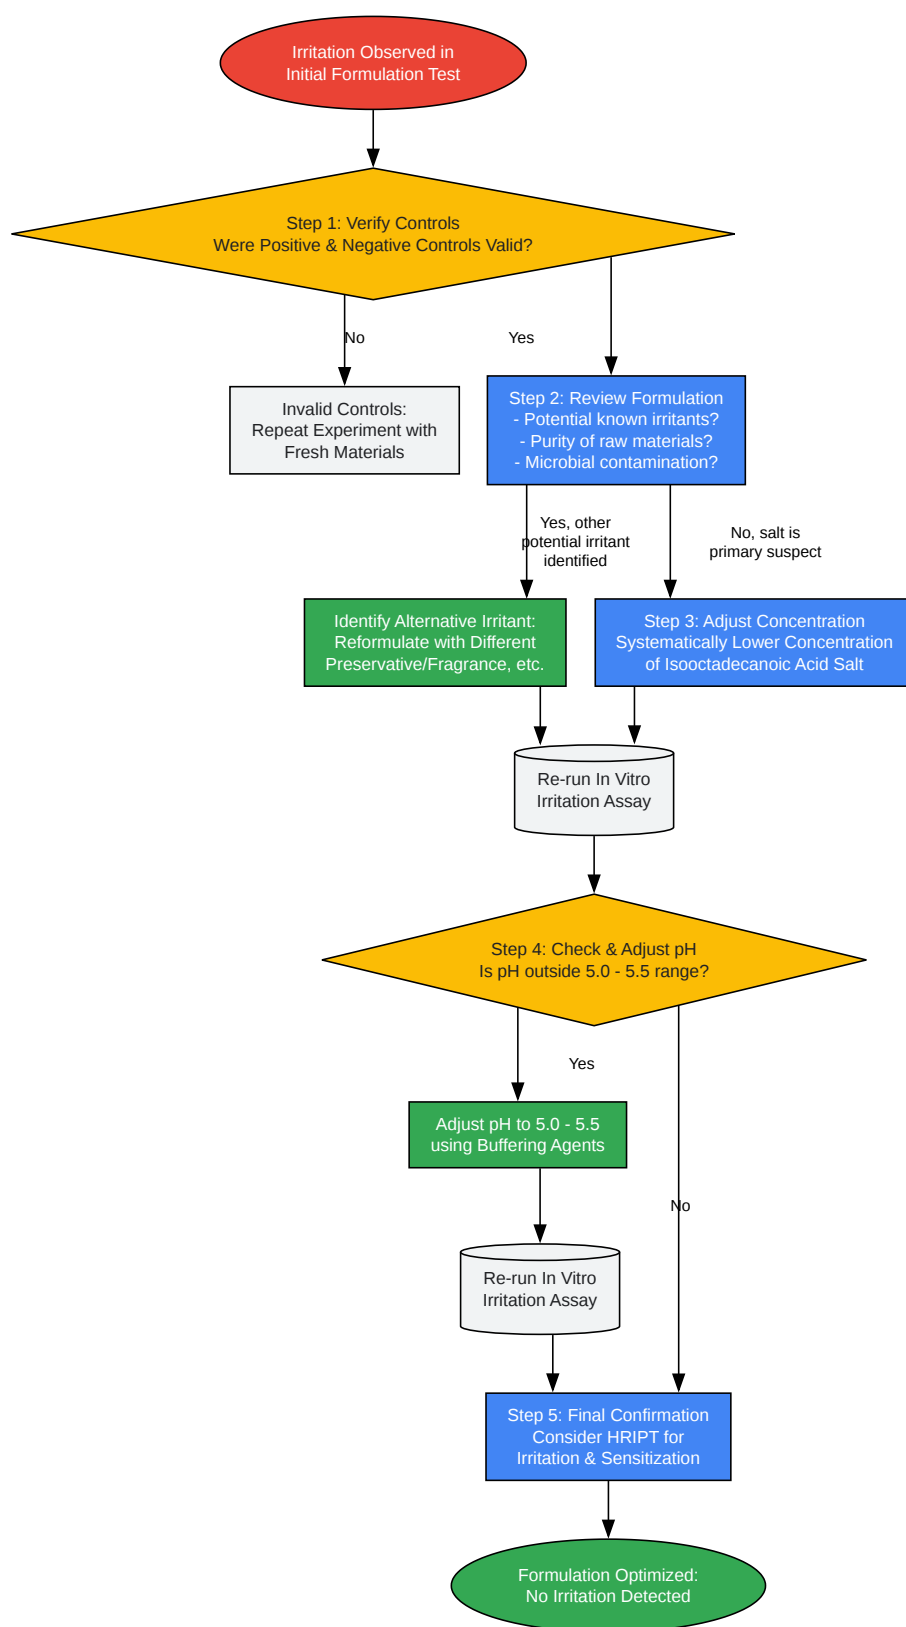 Irritation Observed in
Initial Formulation Test
Step 1: Verify Controls
Were Positive & Negative Controls Valid?
No
Yes
Invalid Controls:
Repeat Experiment with
Fresh Materials
Step 2: Review Formulation
- Potential known irritants?
- Purity of raw materials?
- Microbial contamination?
Yes, other
potential irritant
identified
No, salt is
primary suspect
Identify Alternative Irritant:
Reformulate with Different
Preservative/Fragrance, etc.
Step 3: Adjust Concentration
Systematically Lower Concentration
of Isooctadecanoic Acid Salt
Re-run In Vitro
Irritation Assay
Step 4: Check & Adjust pH
Is pH outside 5.0 - 5.5 range?
Yes
Adjust pH to 5.0 - 5.5
using Buffering Agents
No
Re-run In Vitro
Irritation Assay
Step 5: Final Confirmation
Consider HRIPT for
Irritation & Sensitization
Formulation Optimized:
No Irritation Detected